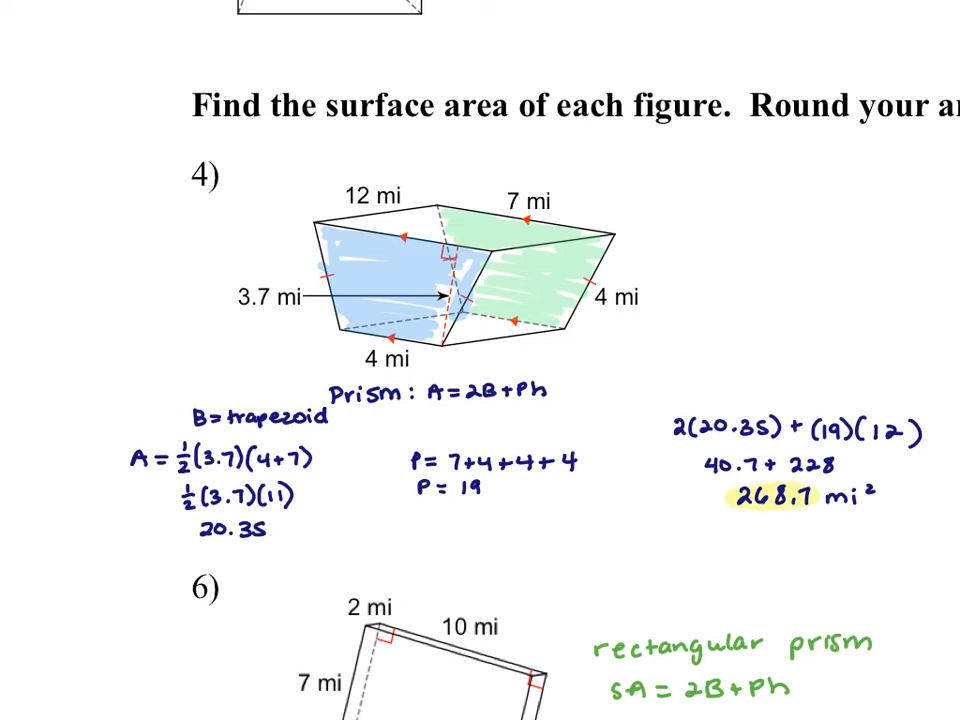 Find the surface area of each figure. Round your
4)
12 mi
7 mi
3.7 mi
4 mi
4 mi
Prism: A = 2B + Ph
B = trapezoid
A = 1/2 (3.7)(4+7)
1/2 (3.7)(11)
20.35
P = 7+4+4+4
P = 19
2(20.35) + (19)(12)
40.7 + 228
268.7 mi²
6)
2 mi
10 mi
7 mi
rectangular prism
SA = 2B + Ph